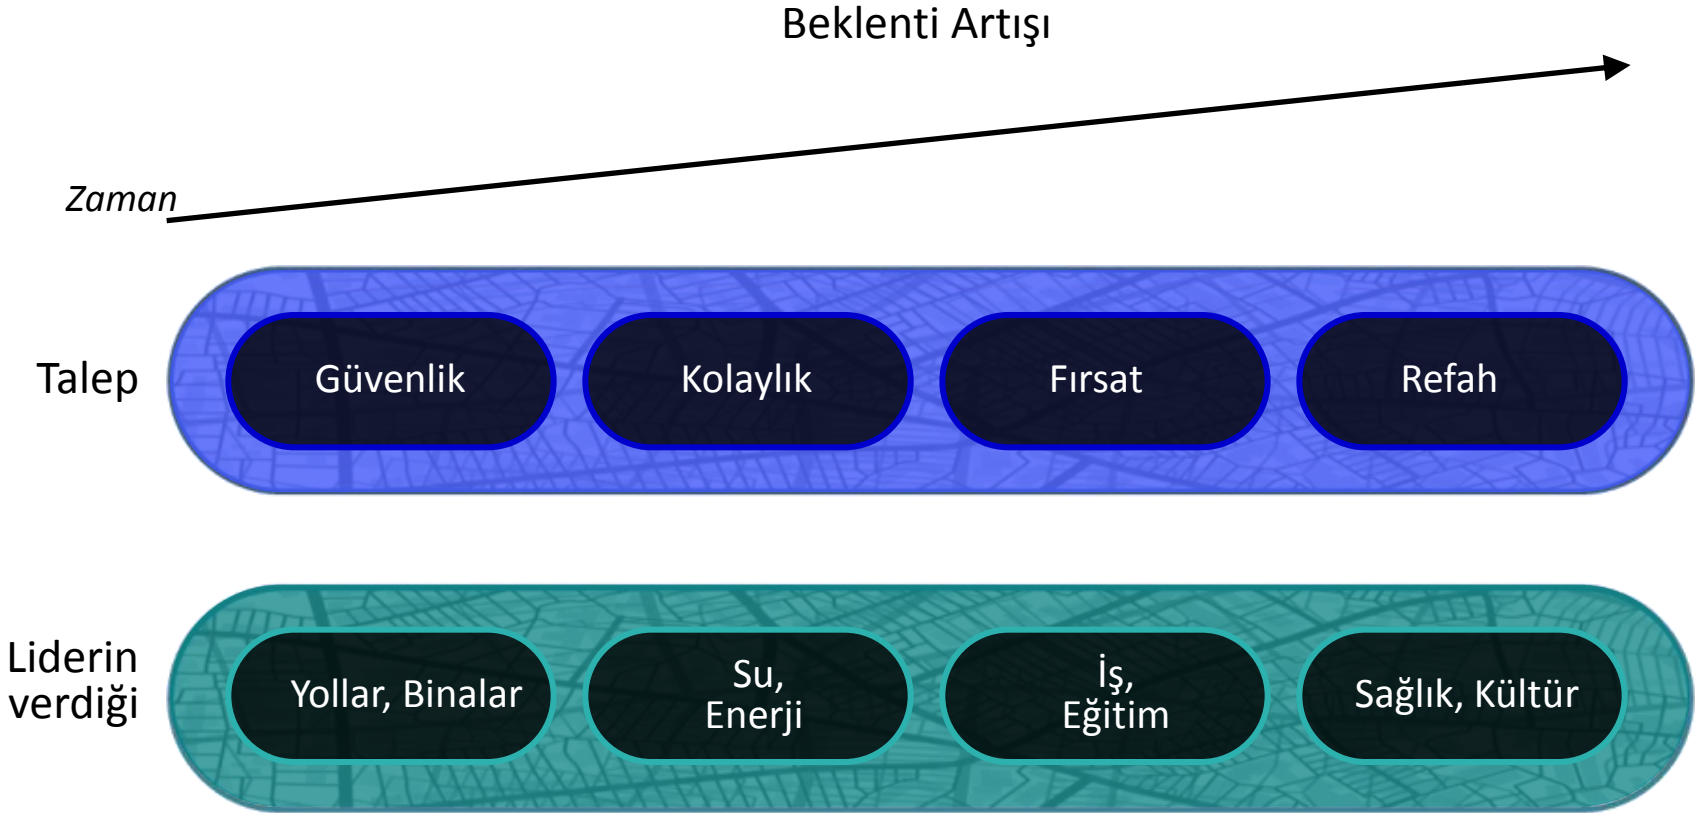 Beklenti Artışı
Zaman
Talep
Güvenlik
Kolaylık
Fırsat
Refah
Liderin
verdiği
Yollar, Binalar
Su,
Enerji
İş,
Eğitim
Sağlık, Kültür